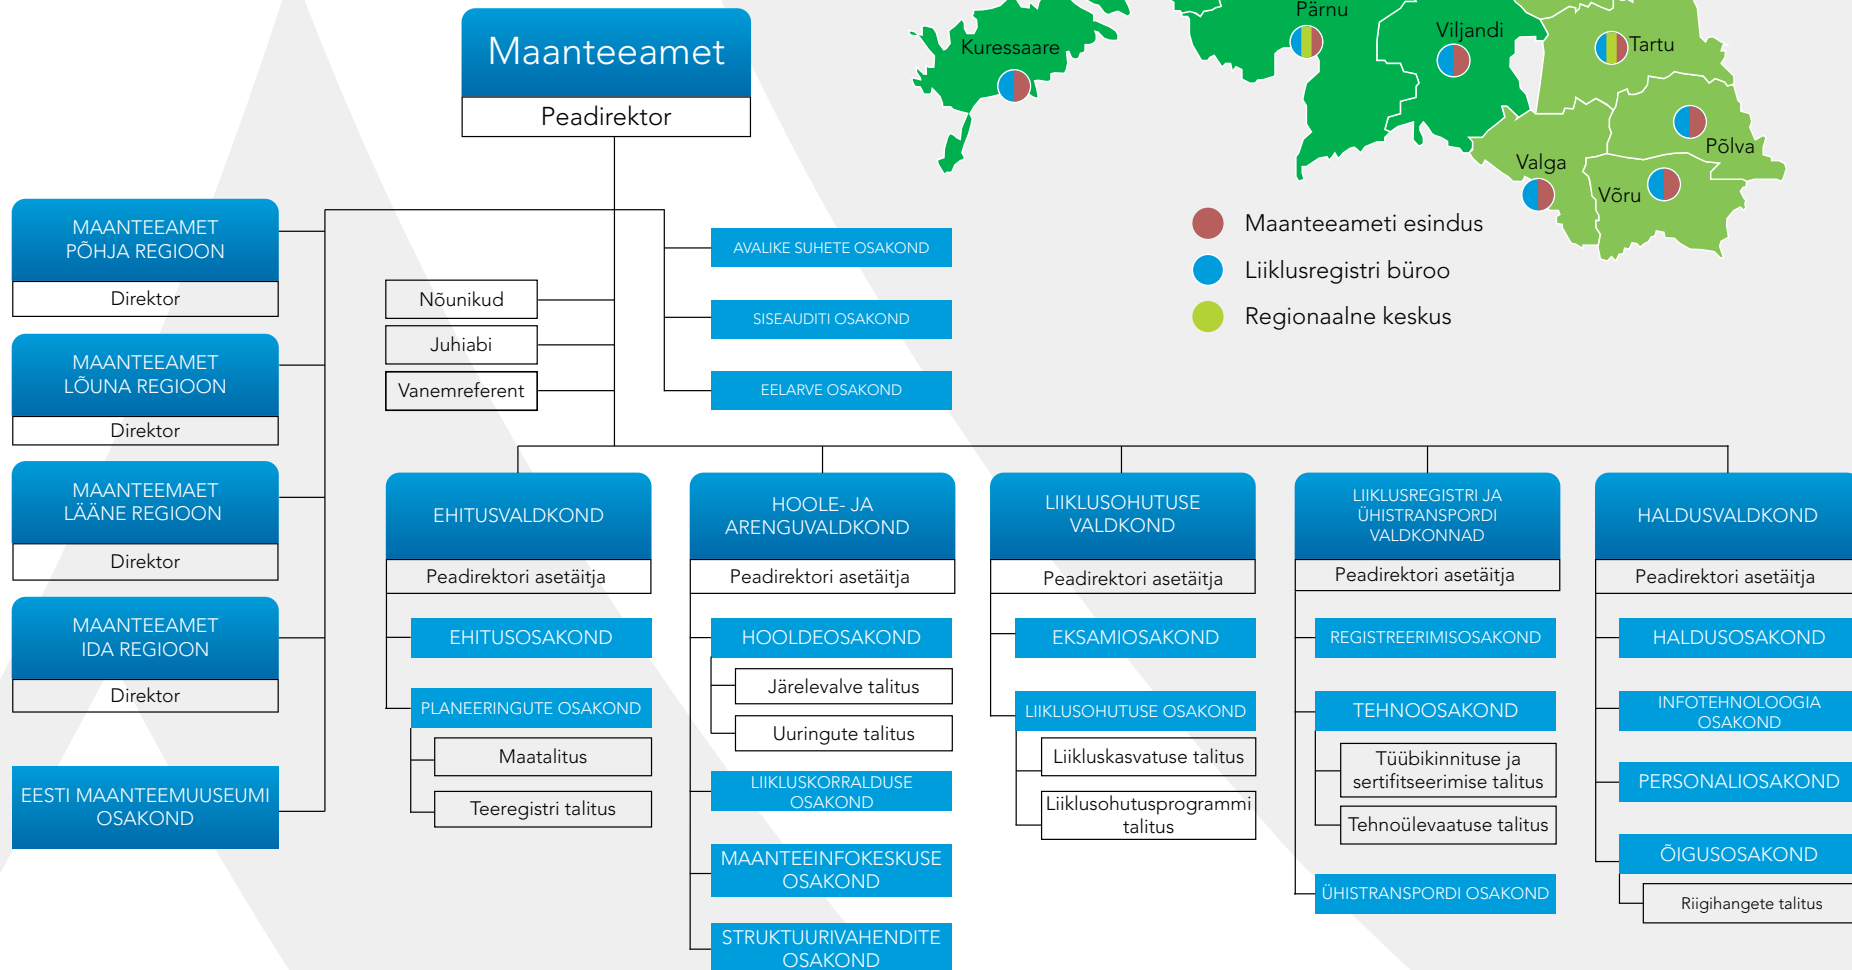 Maanteeamet
Peadirektor
Kuressaare
Pärnu
Viljandi
Tartu
Põlva
Valga
Võru
Maanteeameti esindus
Liiklusregistri büroo
Regionaalne keskus
MAANTEEAMET
PÕHJA REGIOON
Direktor
MAANTEEAMET
LÕUNA REGIOON
Direktor
MAANTEEMAET
LÄÄNE REGIOON
Direktor
MAANTEEAMET
IDA REGIOON
Direktor
EESTI MAANTEEMUUSEUMI
OSAKOND
Nõunikud
Juhiabi
Vanemreferent
AVALIKE SUHETE OSAKOND
SISEAUDITI OSAKOND
EELARVE OSAKOND
EHITUSVALDKOND
Peadirektori asetäitja
EHITUSOSAKOND
PLANEERINGUTE OSAKOND
Maatalitus
Teeregistri talitus
HOOLE- JA
ARENGUVALDKOND
Peadirektori asetäitja
HOOLDEOSAKOND
Järelevalve talitus
Uuringute talitus
LIIKLUSKORRALDUSE
OSAKOND
MAANTEEINFOKESKUSE
OSAKOND
STRUKTUURIVAHENDITE
OSAKOND
LIIKLUSOHUTUSE
VALDKOND
Peadirektori asetäitja
EKSAMIOSAKOND
LIIKLUSOHUTUSE OSAKOND
Liikluskasvatuse talitus
Liiklusohutusprogrammi
talitus
LIIKLUSREGISTRI JA
ÜHISTRANSPORDI
VALDKONNAD
Peadirektori asetäitja
REGISTREERIMISOSAKOND
TEHNOOSAKOND
Tüübikinnituse ja
sertifitseerimise talitus
Tehnoülevaatuse talitus
ÜHISTRANSPORDI OSAKOND
HALDUSVALDKOND
Peadirektori asetäitja
HALDUSOSAKOND
INFOTEHNOLOOGIA
OSAKOND
PERSONALIOSAKOND
ÕIGUSOSAKOND
Riigihangete talitus